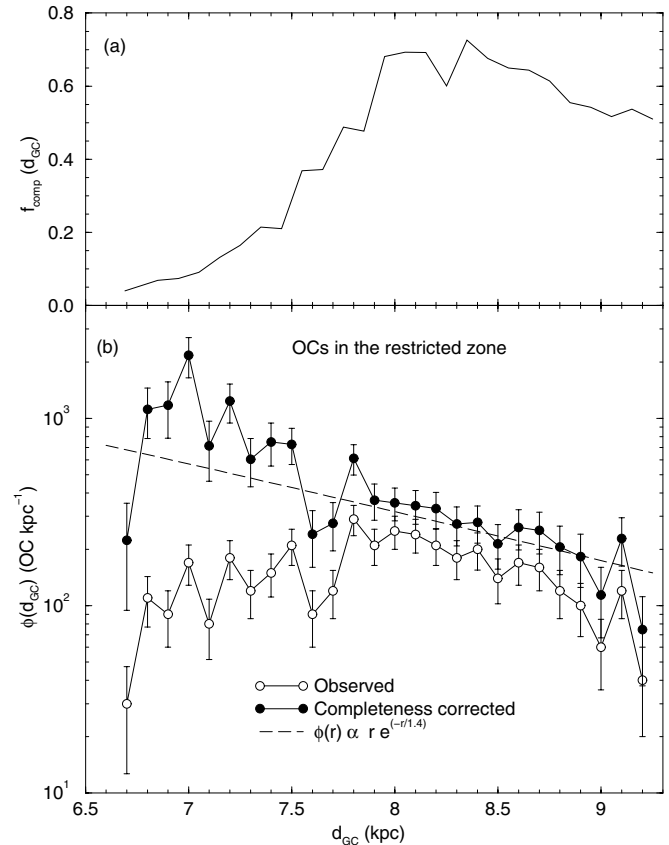 (a)
0.8
0.6
0.4
0.2
0.0
f_comp (d_GC)
(b)
OCs in the restricted zone
10^3
10^2
10^1
ϕ(d_GC) (OC kpc^−1)
Observed
Completeness corrected
ϕ(r) α r e^(−r/1.4)
6.5 7 7.5 8 8.5 9
d_GC (kpc)